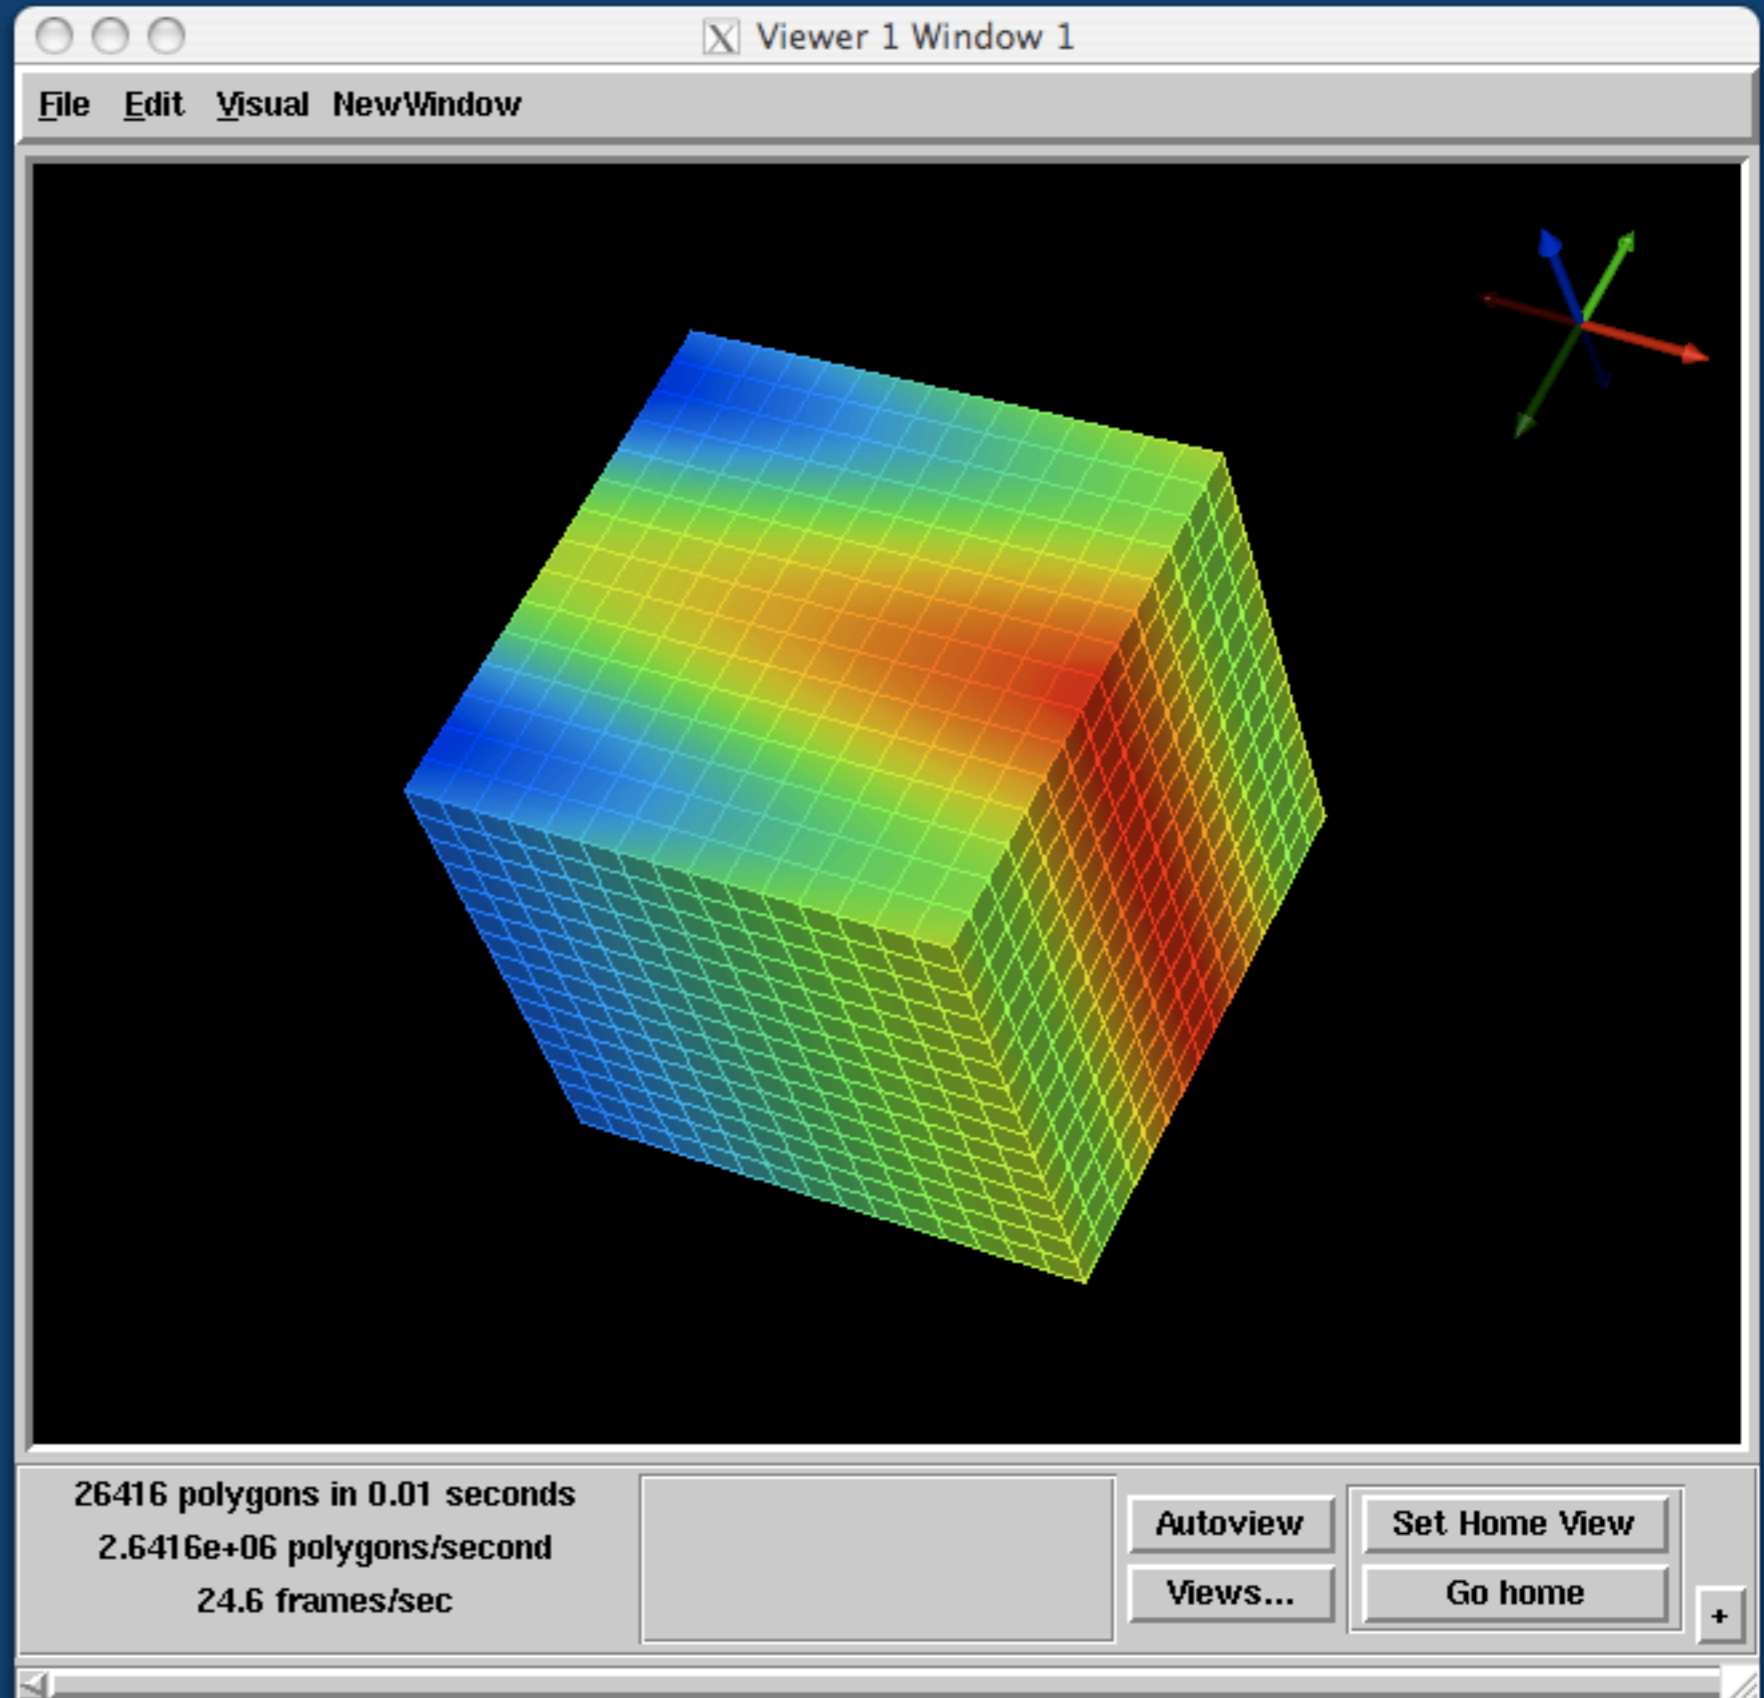 Viewer 1 Window 1
File Edit Visual NewWindow
26416 polygons in 0.01 seconds
2.6416e+06 polygons/second
24.6 frames/sec
Autoview
Views...
Set Home View
Go home
+